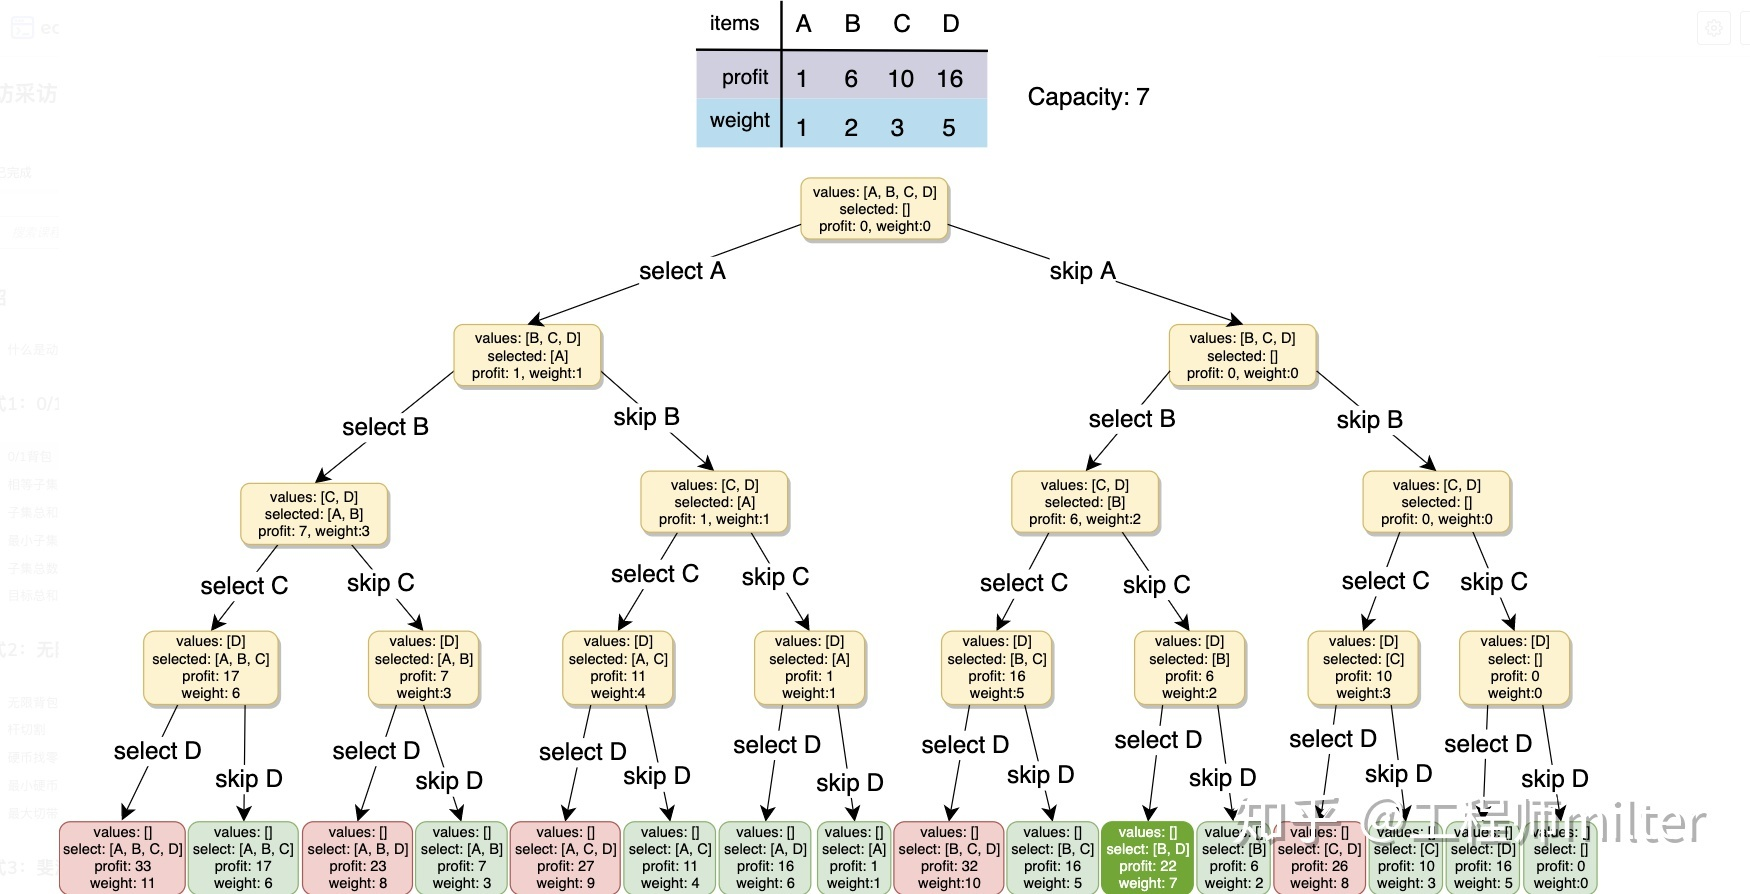 items A B C D
profit 1 6 10 16
weight 1 2 3 5
Capacity: 7
values: [A, B, C, D]
selected: []
profit: 0, weight:0
select A
skip A
values: [B, C, D]
selected: [A]
profit: 1, weight:1
values: [B, C, D]
selected: []
profit: 0, weight:0
select B
skip B
select B
skip B
values: [C, D]
selected: [A, B]
profit: 7, weight:3
values: [C, D]
selected: [A]
profit: 1, weight:1
values: [C, D]
selected: [B]
profit: 6, weight:2
values: [C, D]
selected: []
profit: 0, weight:0
select C
skip C
select C
skip C
select C
skip C
select C
skip C
values: [D]
selected: [A, B, C]
profit: 17
weight: 6
values: [D]
selected: [A, B]
profit: 7
weight:3
values: [D]
selected: [A, C]
profit: 11
weight:4
values: [D]
selected: [A]
profit: 1
weight:1
values: [D]
selected: [B, C]
profit: 16
weight:5
values: [D]
selected: [B]
profit: 6
weight:2
values: [D]
selected: [C]
profit: 10
weight:3
values: [D]
select: []
profit: 0
weight:0
select D
skip D
select D
skip D
select D
skip D
select D
skip D
select D
skip D
select D
skip D
select D
skip D
select D
skip D
values: []
select: [A, B, C, D]
profit: 33
weight: 11
values: []
select: [A, B, C]
profit: 17
weight: 6
values: []
select: [A, B, D]
profit: 23
weight: 8
values: []
select: [A, B]
profit: 7
weight: 3
values: []
select: [A, C, D]
profit: 27
weight: 9
values: []
select: [A, C]
profit: 11
weight: 4
values: []
select: [A, D]
profit: 16
weight: 6
values: []
select: [A]
profit: 1
weight:1
values: []
select: [B, C, D]
profit: 32
weight:10
values: []
select: [B, C]
profit: 16
weight: 5
values: []
select: [B, D]
profit: 22
weight: 7
values: []
select: [B]
profit: 6
weight: 2
values: []
select: [C, D]
profit: 26
weight: 8
values: []
select: [C]
profit: 10
weight: 3
values: []
select: [D]
profit: 16
weight: 5
values: []
select: []
profit: 0
weight:0
知乎 @工程师milter